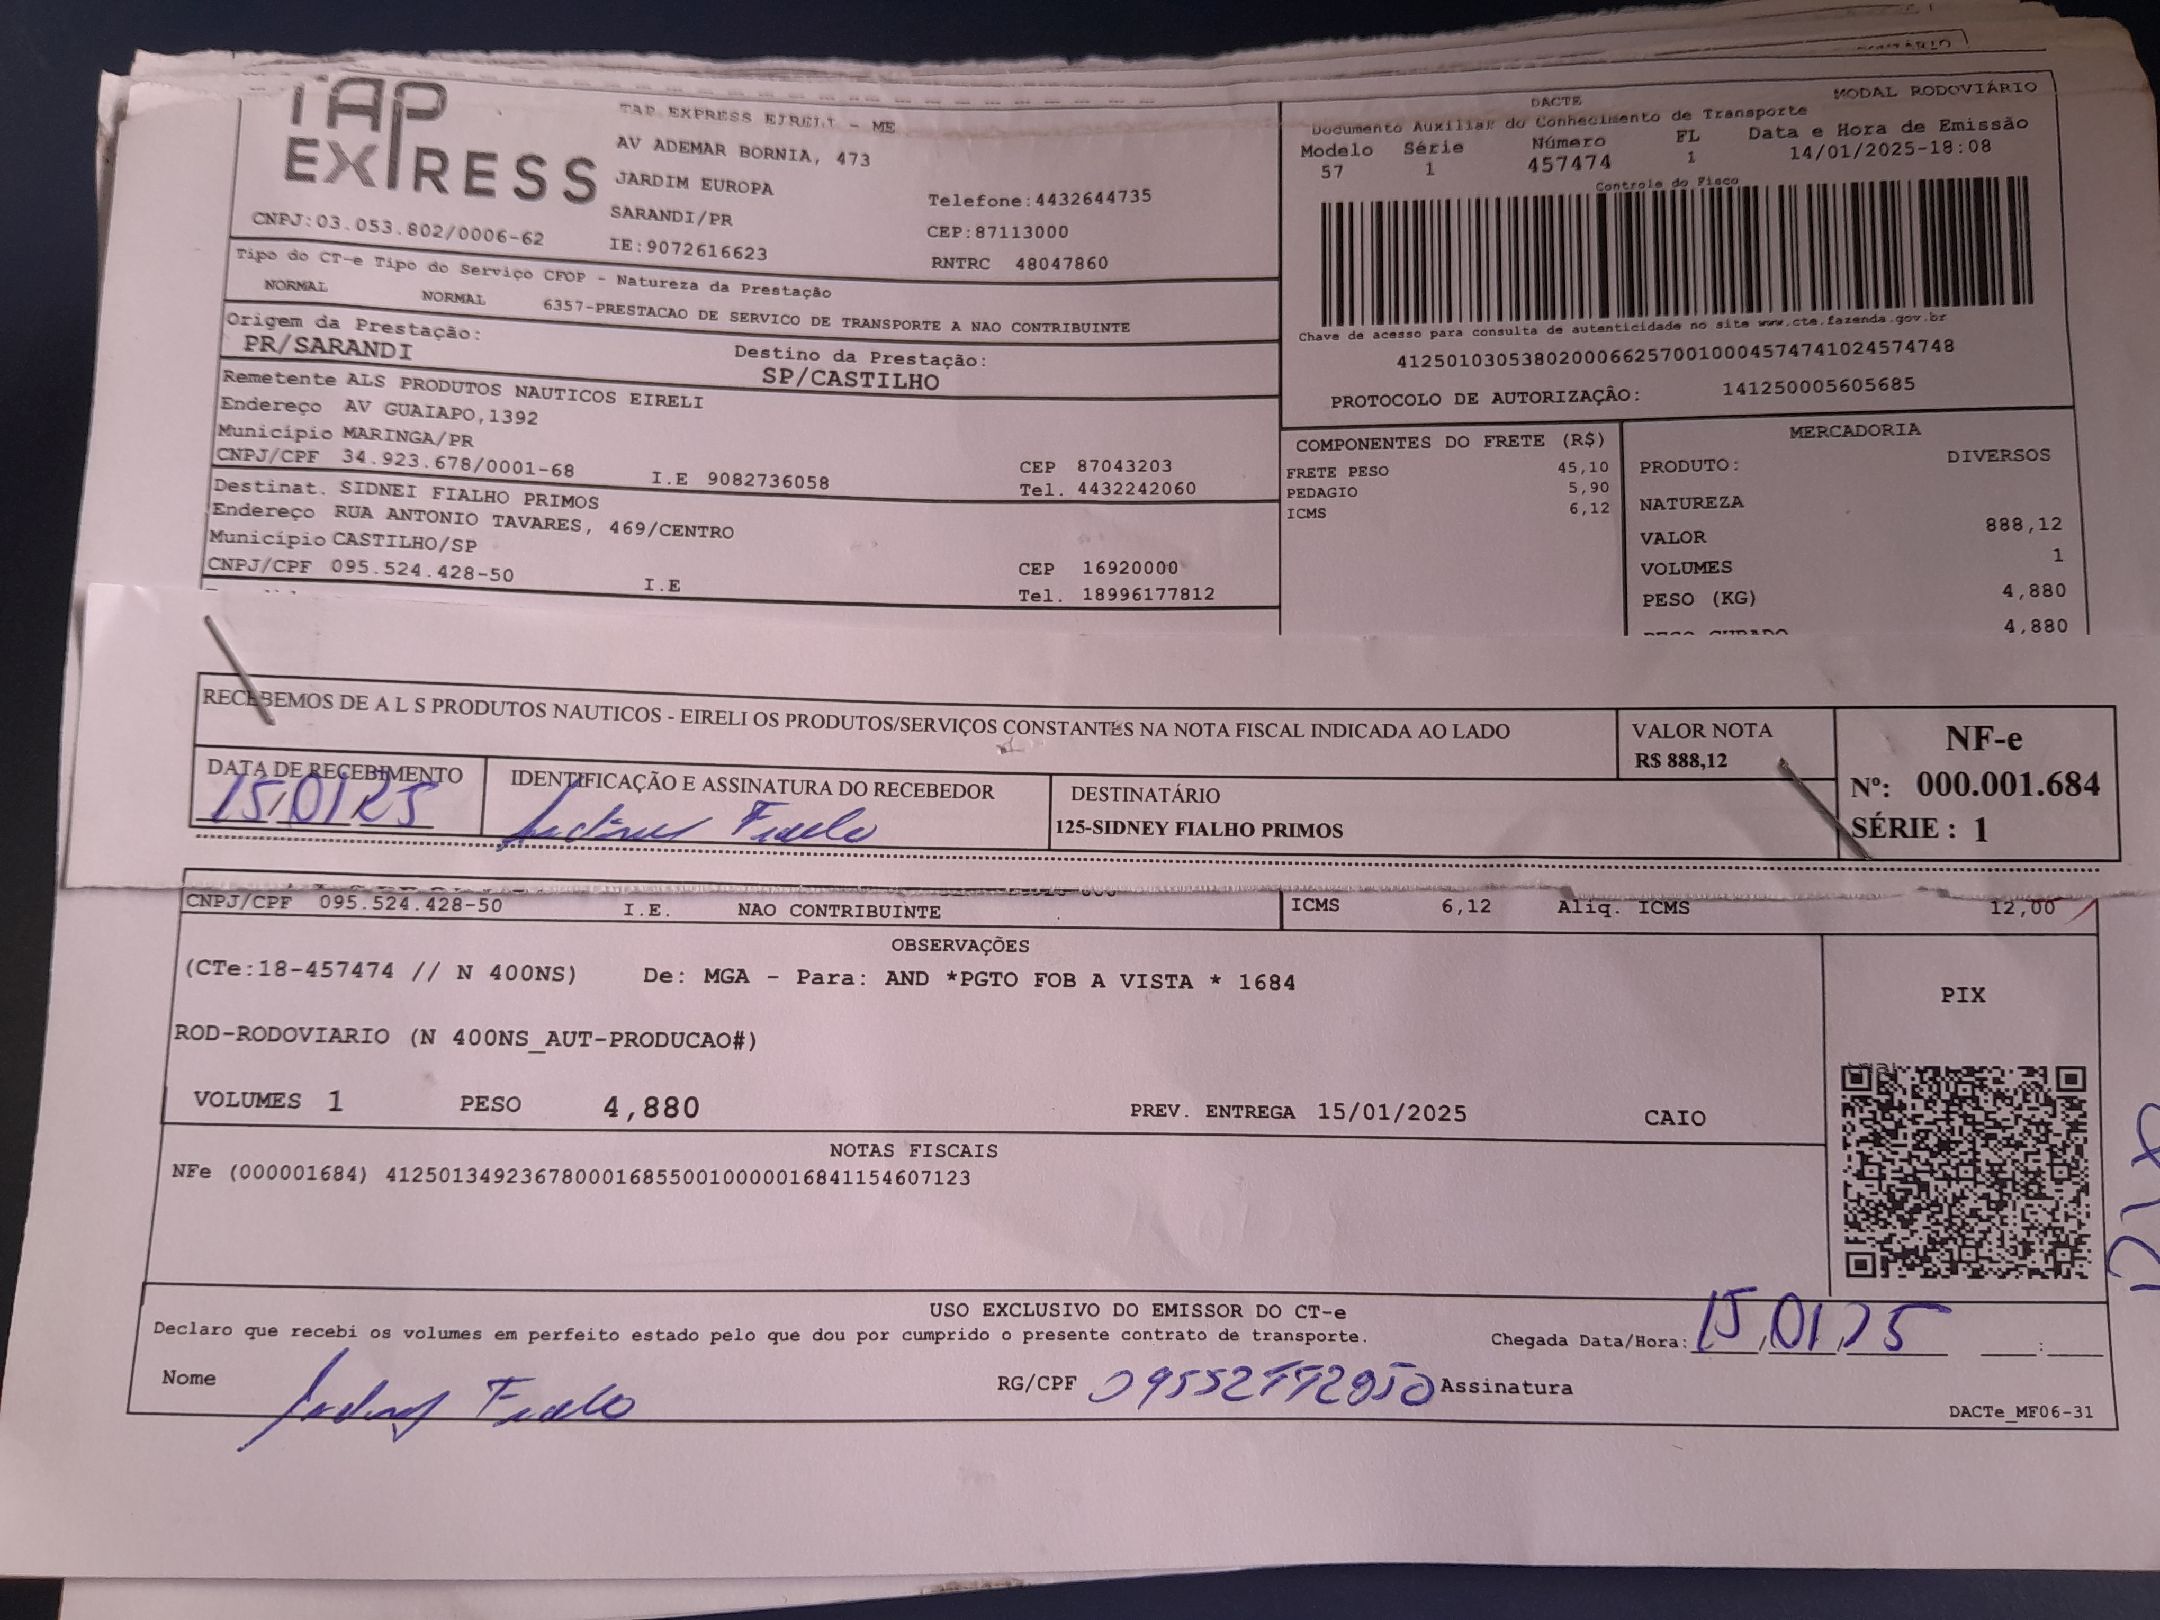 TAP EXPRESS
TAP EXPRESS EIRELI - ME
AV ADEMAR BORNIA, 473
JARDIM EUROPA
SARANDI/PR
IE:9072616623
CNPJ:03.053.802/0006-62
Telefone:4432644735
CEP:87113000
RNTRC 48047860
DACTE
MODAL RODOVIÁRIO
Documento Auxiliar do Conhecimento de Transporte
Modelo Série Número FL Data e Hora de Emissão
57 1 457474 1 14/01/2025-18:08
Controle do Fisco
Chave de acesso para consulta de autenticidade no site www.cte.fazenda.gov.br
41250103053802000662570010004574741024574748
PROTOCOLO DE AUTORIZAÇÂO: 141250005605685
Tipo do CT-e Tipo do Serviço CFOP - Natureza da Prestação
NORMAL NORMAL 6357-PRESTACAO DE SERVICO DE TRANSPORTE A NAO CONTRIBUINTE
Origem da Prestação: Destino da Prestação:
PR/SARANDI SP/CASTILHO
Remetente ALS PRODUTOS NAUTICOS EIRELI
Endereço AV GUAIAPO,1392
Município MARINGA/PR
CNPJ/CPF 34.923.678/0001-68 I.E 9082736058
CEP 87043203
Tel. 4432242060
Destinat. SIDNEI FIALHO PRIMOS
Endereço RUA ANTONIO TAVARES, 469/CENTRO
Município CASTILHO/SP
CNPJ/CPF 095.524.428-50 I.E
CEP 16920000
Tel. 18996177812
COMPONENTES DO FRETE (R$)
FRETE PESO 45,10
PEDAGIO 5,90
ICMS 6,12
MERCADORIA
PRODUTO: DIVERSOS
NATUREZA
VALOR 888,12
VOLUMES 1
PESO (KG) 4,880
PESO CUBADO 4,880
RECEBEMOS DE A L S PRODUTOS NAUTICOS - EIRELI OS PRODUTOS/SERVIÇOS CONSTANTES NA NOTA FISCAL INDICADA AO LADO
VALOR NOTA
R$ 888,12
NF-e
Nº: 000.001.684
SÉRIE : 1
DATA DE RECEBIMENTO
15/01/25
IDENTIFICAÇÃO E ASSINATURA DO RECEBEDOR
DESTINATÁRIO
125-SIDNEY FIALHO PRIMOS
CNPJ/CPF 095.524.428-50 I.E. NAO CONTRIBUINTE
ICMS 6,12 Aliq. ICMS 12,00
OBSERVAÇÕES
(CTe:18-457474 // N 400NS) De: MGA - Para: AND *PGTO FOB A VISTA * 1684
ROD-RODOVIARIO (N 400NS_AUT-PRODUCAO#)
PIX
VOLUMES 1 PESO 4,880 PREV. ENTREGA 15/01/2025 CAIO
NOTAS FISCAIS
NFe (000001684) 41250134923678000168550010000016841154607123
USO EXCLUSIVO DO EMISSOR DO CT-e
Declaro que recebi os volumes em perfeito estado pelo que dou por cumprido o presente contrato de transporte.
Chegada Data/Hora: 15/01/25 :
Nome RG/CPF Assinatura
DACTe_MF06-31